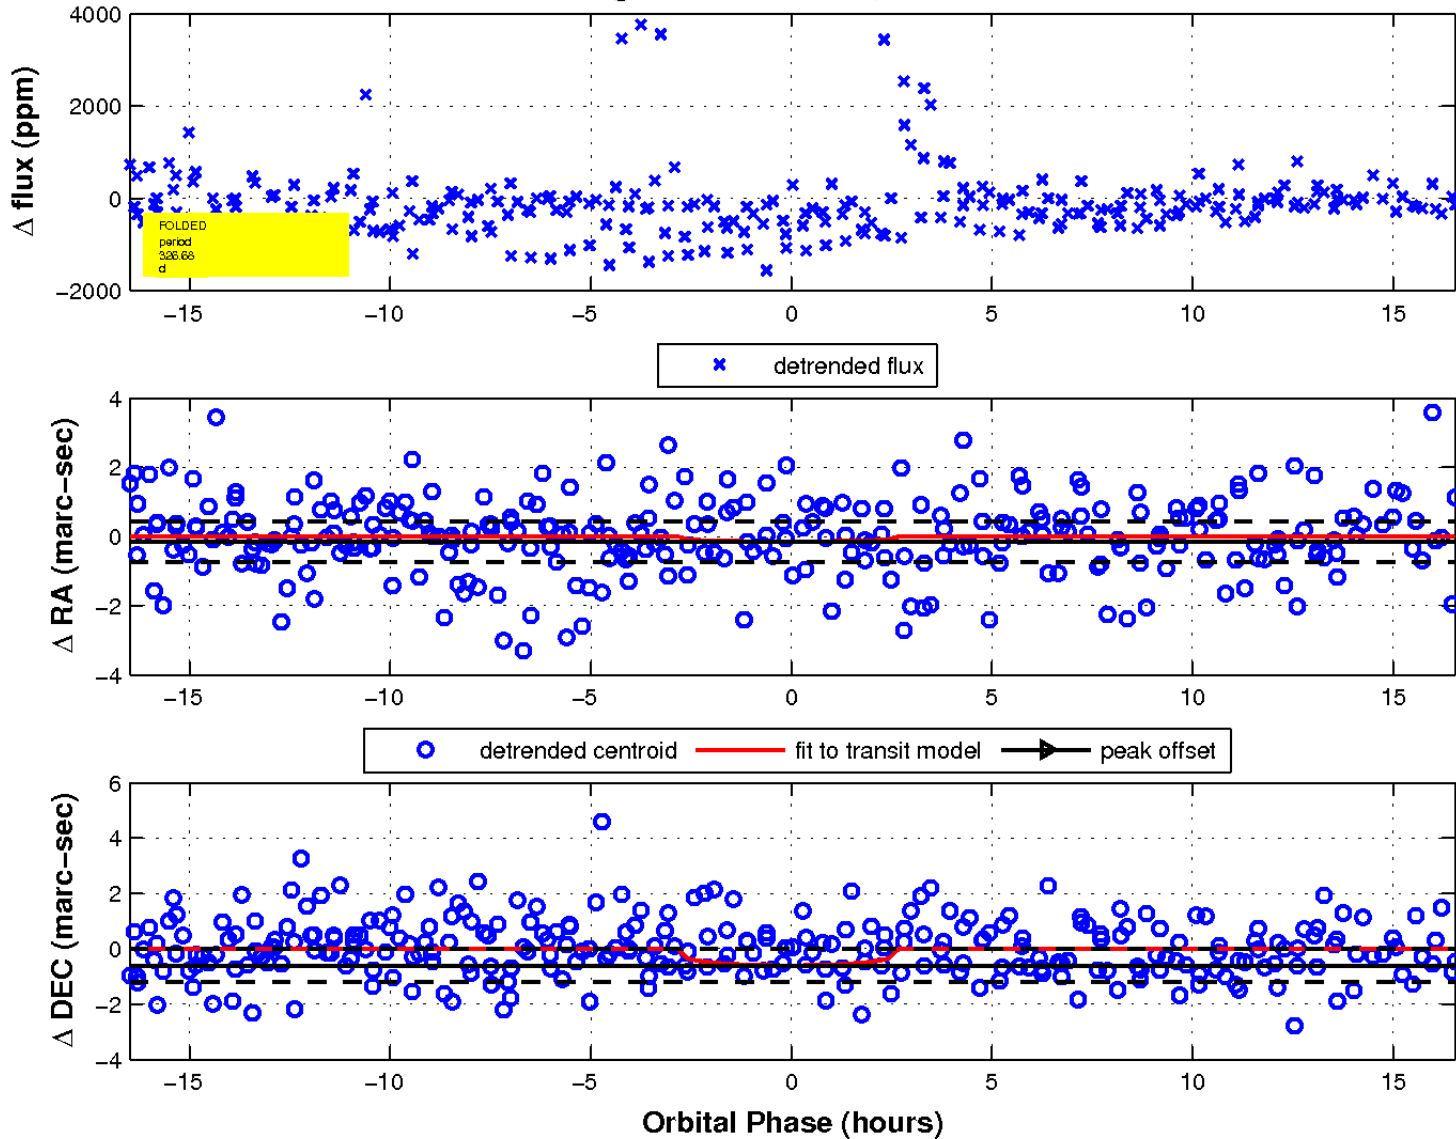 4000
2000
0
−2000
Δ flux (ppm)
FOLDED
period
326.68
d
−15 −10 −5 0 5 10 15
detrended flux
4
2
0
−2
−4
Δ RA (marc−sec)
−15 −10 −5 0 5 10 15
detrended centroid fit to transit model peak offset
6
4
2
0
−2
−4
Δ DEC (marc−sec)
−15 −10 −5 0 5 10 15
Orbital Phase (hours)